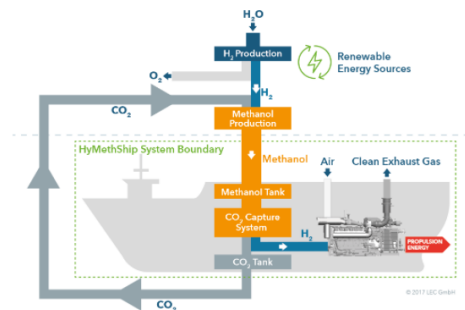 H₂O
H₂ Production
Renewable
Energy Sources
O₂
H₂
CO₂
Methanol
Production
HyMethShip System Boundary
Methanol
Air
Clean Exhaust Gas
Methanol Tank
CO₂ Capture
System
H₂
PROPULSION
ENERGY
CO₂ Tank
© 2017 LEC GmbH
CO₂